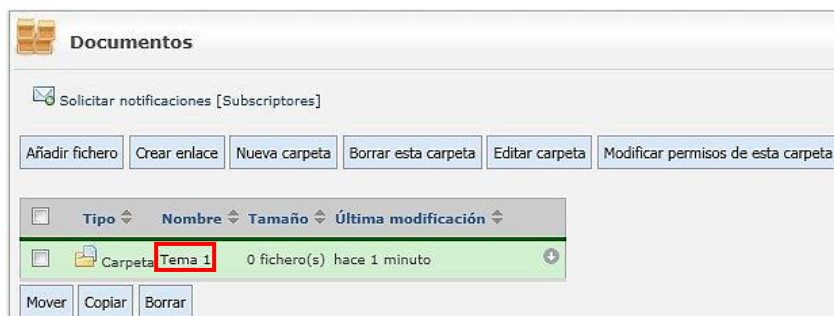 Documentos
Solicitar notificaciones [Subscriptores]
Añadir fichero Crear enlace Nueva carpeta Borrar esta carpeta Editar carpeta Modificar permisos de esta carpeta
Tipo Nombre Tamaño Última modificación
Carpeta Tema 1 0 fichero(s) hace 1 minuto
Mover Copiar Borrar